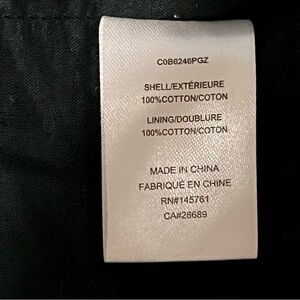 C0B6246PGZ
SHELL/EXTÉRIEURE
100%COTTON/COTON
LINING/DOUBLURE
100%COTTON/COTON
MADE IN CHINA
FABRIQUÉ EN CHINE
RN#145761
CA#26689